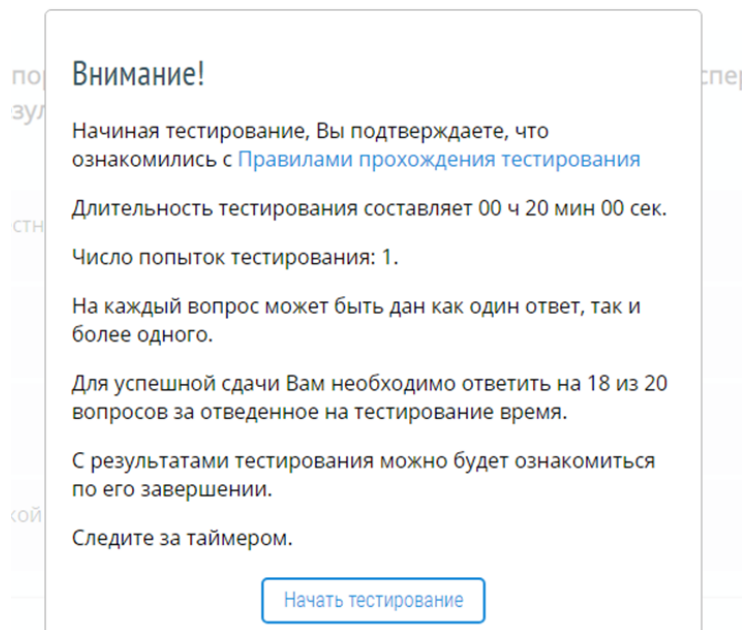 Внимание!
Начиная тестирование, Вы подтверждаете, что
ознакомились с Правилами прохождения тестирования
Длительность тестирования составляет 00 ч 20 мин 00 сек.
Число попыток тестирования: 1.
На каждый вопрос может быть дан как один ответ, так и
более одного.
Для успешной сдачи Вам необходимо ответить на 18 из 20
вопросов за отведенное на тестирование время.
С результатами тестирования можно будет ознакомиться
по его завершении.
Следите за таймером.
Начать тестирование